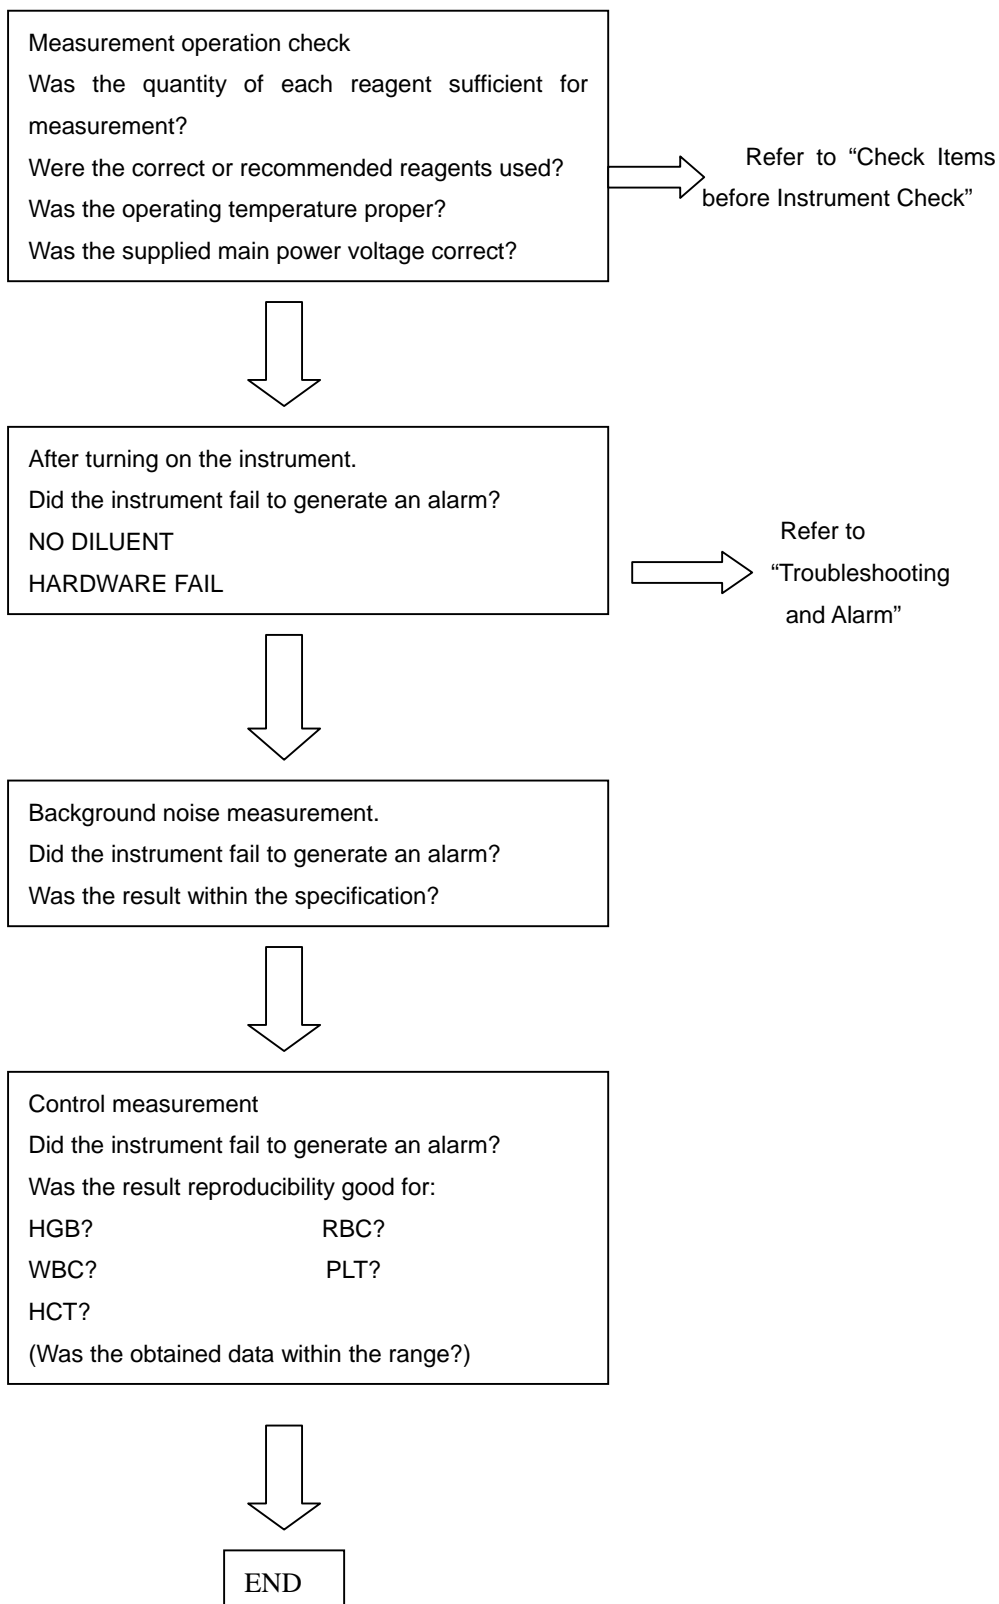 Measurement operation check
Was the quantity of each reagent sufficient for
measurement?
Were the correct or recommended reagents used?
Was the operating temperature proper?
Was the supplied main power voltage correct?
Refer to “Check Items
before Instrument Check”
After turning on the instrument.
Did the instrument fail to generate an alarm?
NO DILUENT
HARDWARE FAIL
Refer to
“Troubleshooting
and Alarm”
Background noise measurement.
Did the instrument fail to generate an alarm?
Was the result within the specification?
Control measurement
Did the instrument fail to generate an alarm?
Was the result reproducibility good for:
HGB? RBC?
WBC? PLT?
HCT?
(Was the obtained data within the range?)
END